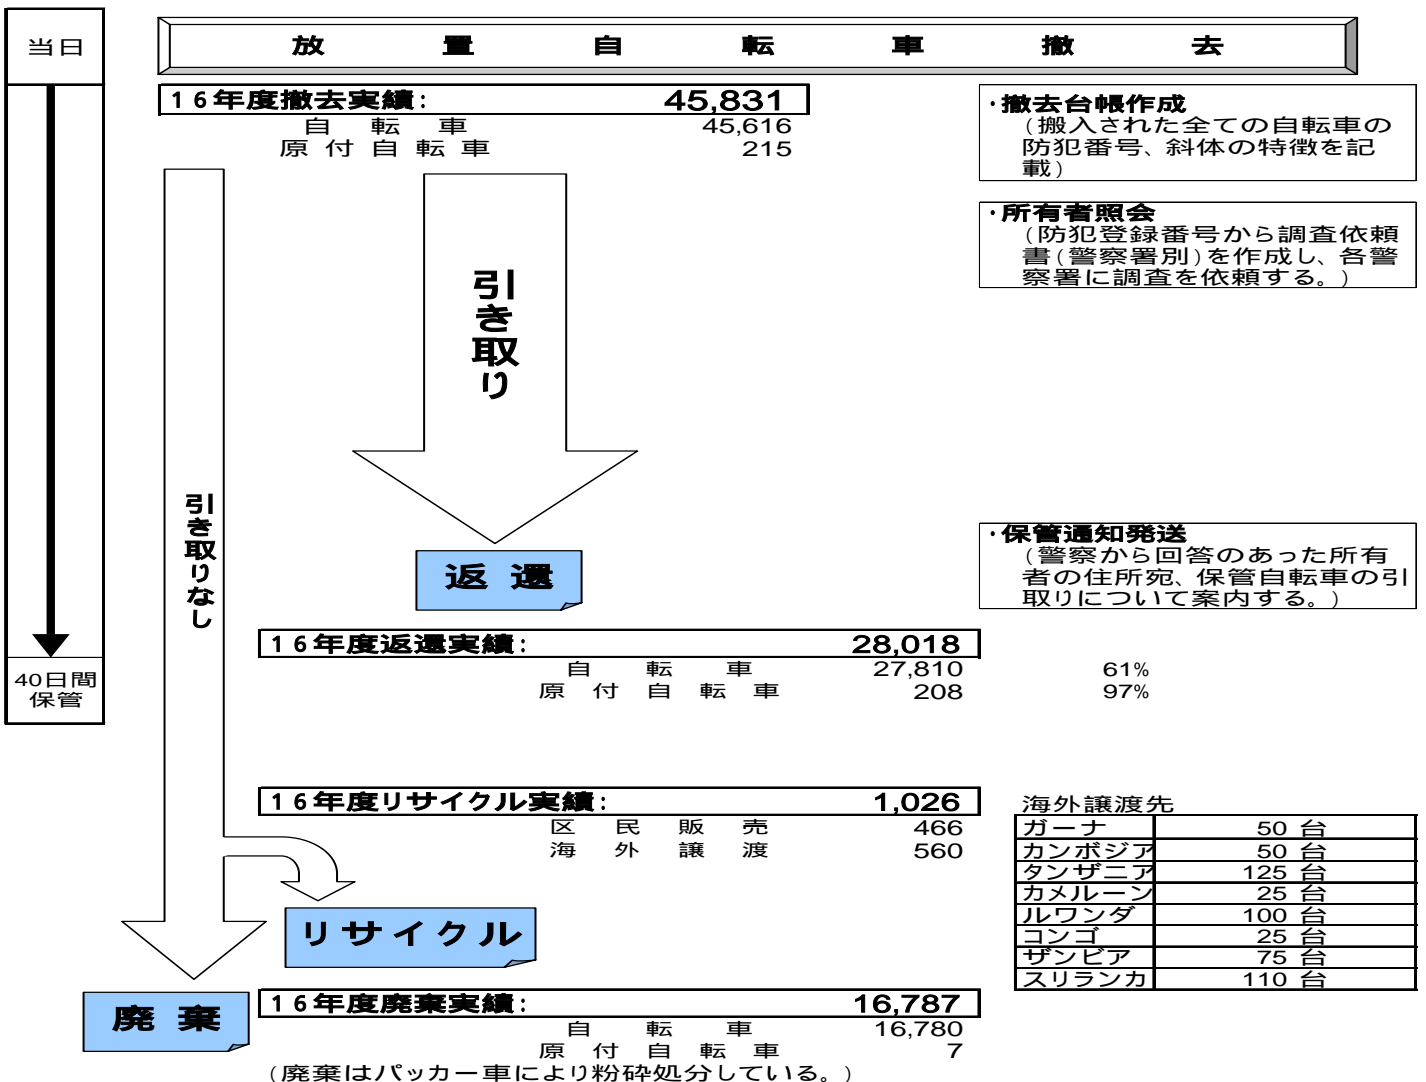 当日
放置自転車撤去
16年度撤去実績: 45,831
自転車 45,616
原付自転車 215
・撤去台帳作成
(搬入された全ての自転車の
防犯番号、斜体の特徴を記
載)
・所有者照会
(防犯登録番号から調査依頼
書(警察署別)を作成し、各警
察署に調査を依頼する。)
引き取り
引き取りなし
・保管通知発送
(警察から回答のあった所有
者の住所宛、保管自転車の引
取りについて案内する。)
返還
16年度返還実績: 28,018
自転車 27,810 61%
原付自転車 208 97%
40日間
保管
16年度リサイクル実績: 1,026
区民販売 466
海外譲渡 560
海外譲渡先
ガーナ 50 台
カンボジア 50 台
タンザニア 125 台
カメルーン 25 台
ルワンダ 100 台
コンゴ 25 台
ザンビア 75 台
スリランカ 110 台
リサイクル
廃棄
16年度廃棄実績: 16,787
自転車 16,780
原付自転車 7
(廃棄はパッカー車により粉砕処分している。)